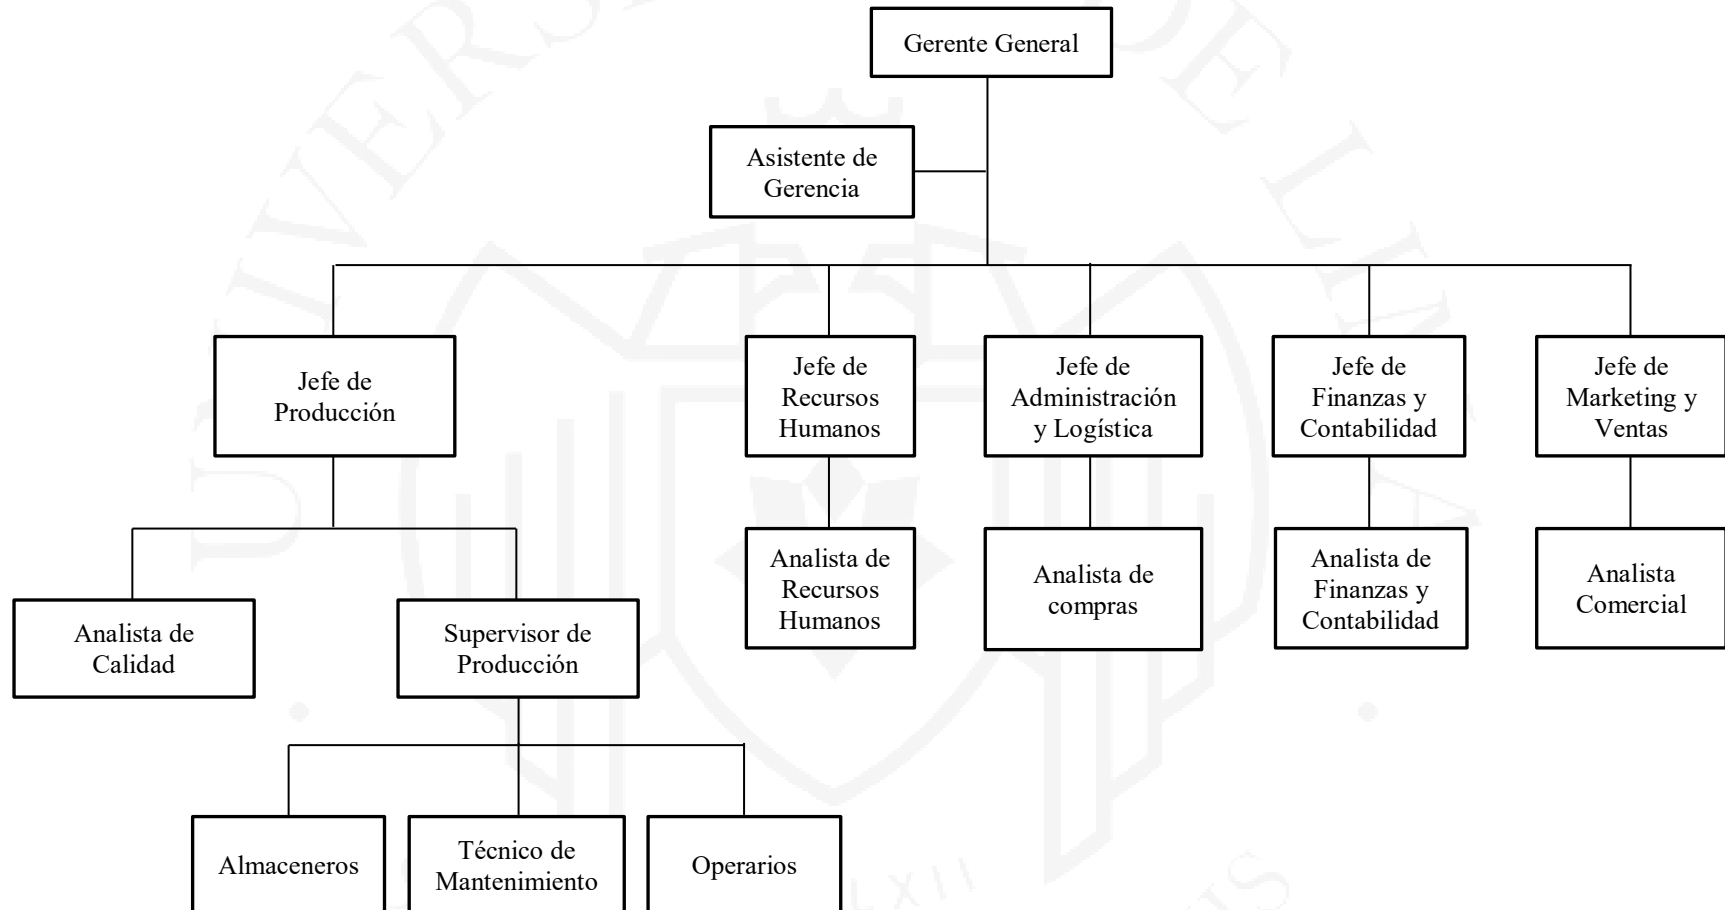 Gerente General
Asistente de
Gerencia
Jefe de
Producción
Jefe de
Recursos
Humanos
Jefe de
Administración
y Logística
Jefe de
Finanzas y
Contabilidad
Jefe de
Marketing y
Ventas
Analista de
Recursos
Humanos
Analista de
compras
Analista de
Finanzas y
Contabilidad
Analista
Comercial
Analista de
Calidad
Supervisor de
Producción
Almaceneros
Técnico de
Mantenimiento
Operarios